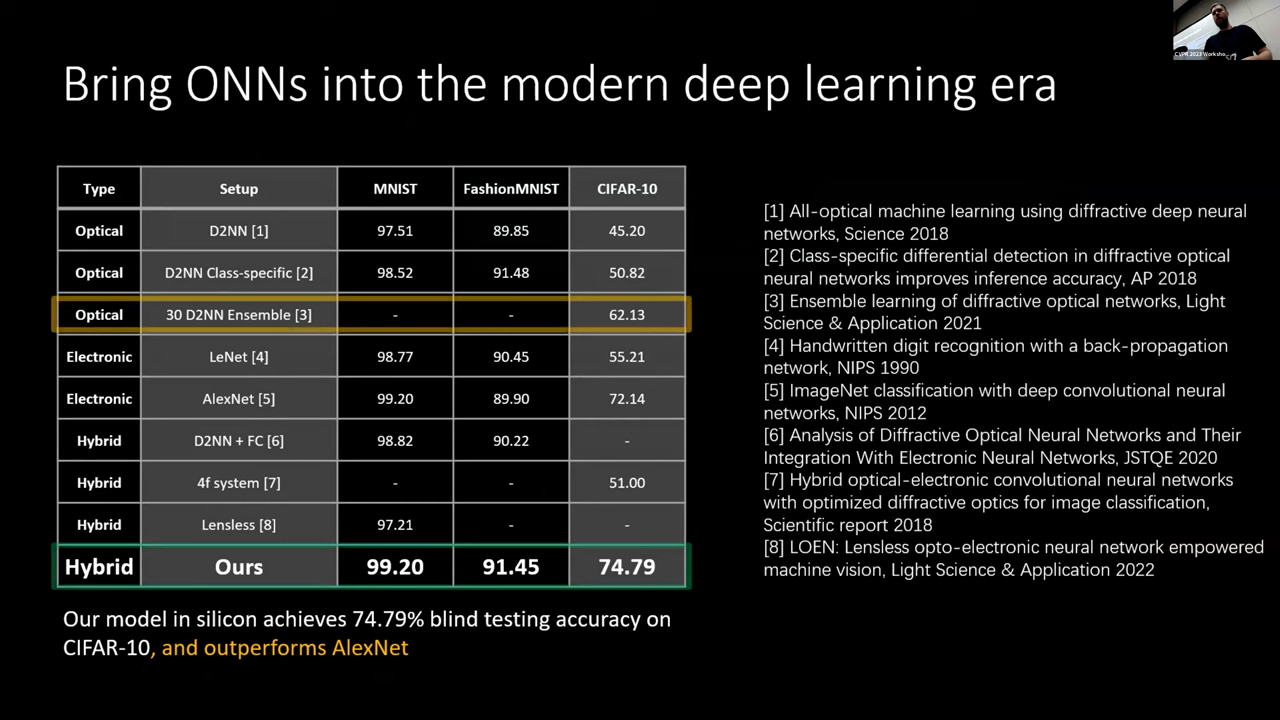 Bring ONNs into the modern deep learning era
Type Setup MNIST FashionMNIST CIFAR-10
Optical D2NN [1] 97.51 89.85 45.20
Optical D2NN Class-specific [2] 98.52 91.48 50.82
Optical 30 D2NN Ensemble [3] - - 62.13
Electronic LeNet [4] 98.77 90.45 55.21
Electronic AlexNet [5] 99.20 89.90 72.14
Hybrid D2NN + FC [6] 98.82 90.22 -
Hybrid 4f system [7] - - 51.00
Hybrid Lensless [8] 97.21 - -
Hybrid Ours 99.20 91.45 74.79
Our model in silicon achieves 74.79% blind testing accuracy on
CIFAR-10, and outperforms AlexNet
[1] All-optical machine learning using diffractive deep neural
networks, Science 2018
[2] Class-specific differential detection in diffractive optical
neural networks improves inference accuracy, AP 2018
[3] Ensemble learning of diffractive optical networks, Light
Science & Application 2021
[4] Handwritten digit recognition with a back-propagation
network, NIPS 1990
[5] ImageNet classification with deep convolutional neural
networks, NIPS 2012
[6] Analysis of Diffractive Optical Neural Networks and Their
Integration With Electronic Neural Networks, JSTQE 2020
[7] Hybrid optical-electronic convolutional neural networks
with optimized diffractive optics for image classification,
Scientific report 2018
[8] LOEN: Lensless opto-electronic neural network empowered
machine vision, Light Science & Application 2022
CVPR 2023